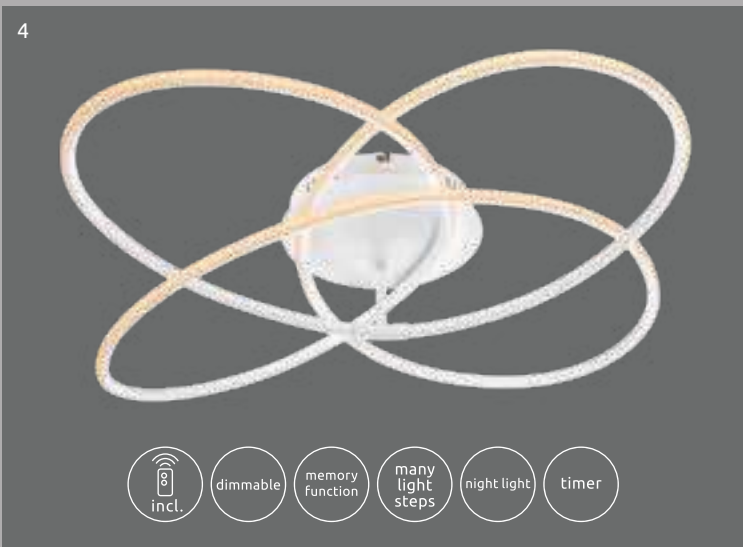 4
incl.
dimmable
memory
function
many
light
steps
night light
timer